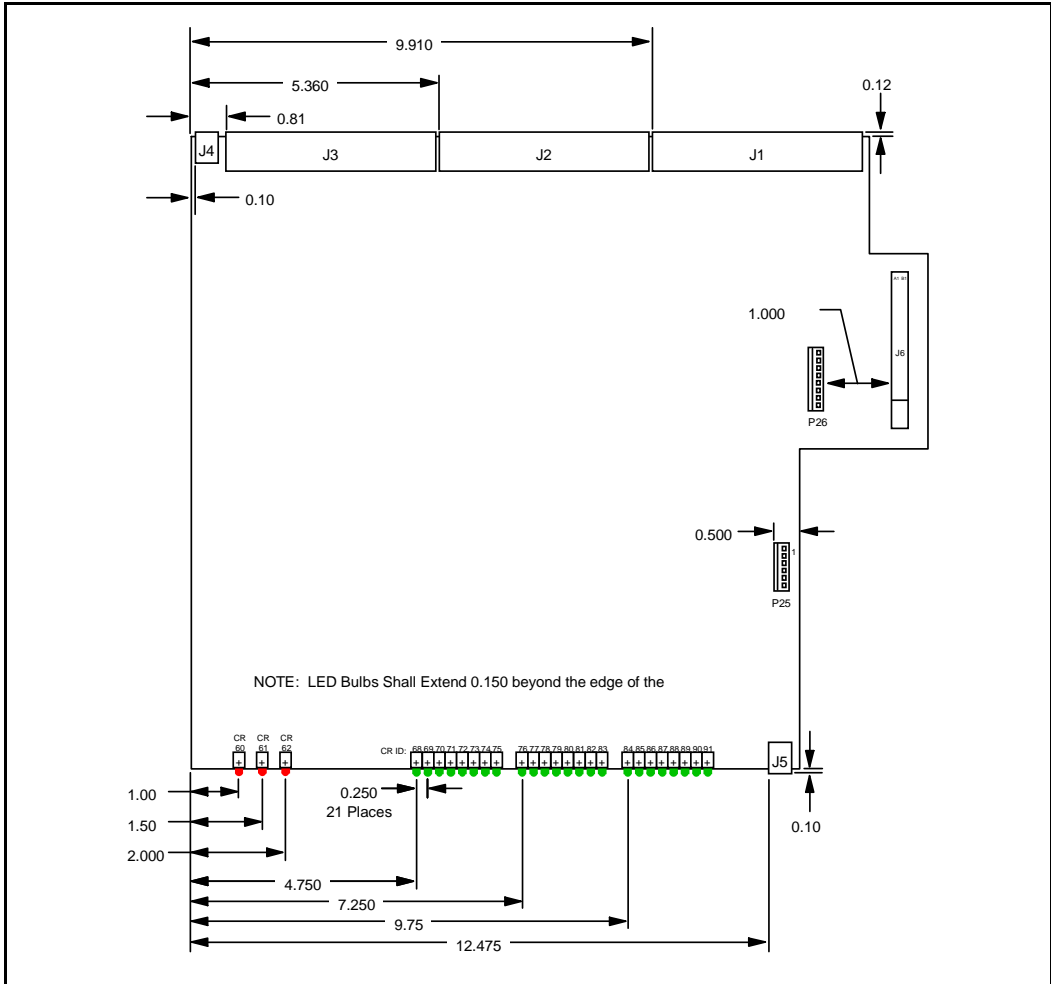 9.910
5.360
0.12
0.81
J4
J3
J2
J1
0.10
A1 B1
1.000
J6
P26
0.500
1
P25
NOTE: LED Bulbs Shall Extend 0.150 beyond the edge of the
CR 60
CR 61
CR 62
CR ID: 68 69 70 71 72 73 74 75 76 77 78 79 80 81 82 83 84 85 86 87 88 89 90 91
+ + + + + + + + + + + + + + + + + + + + + + + + + + +
J5
1.00
0.250
21 Places
1.50
0.10
2.000
4.750
7.250
9.75
12.475